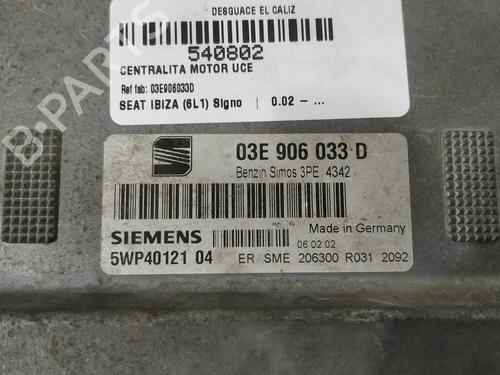 DESGUACE EL CALIZ
540802
CENTRALITA MOTOR UCE
Ref fab: 03E906033D
SEAT IBIZA (6L1) Signo | 0.02 - ...
03E 906 033 D
Benzin Simos 3PE 4342
SIEMENS
Made in Germany
06.02.02
5WP40121 04
ER SME 206300 R031 2092